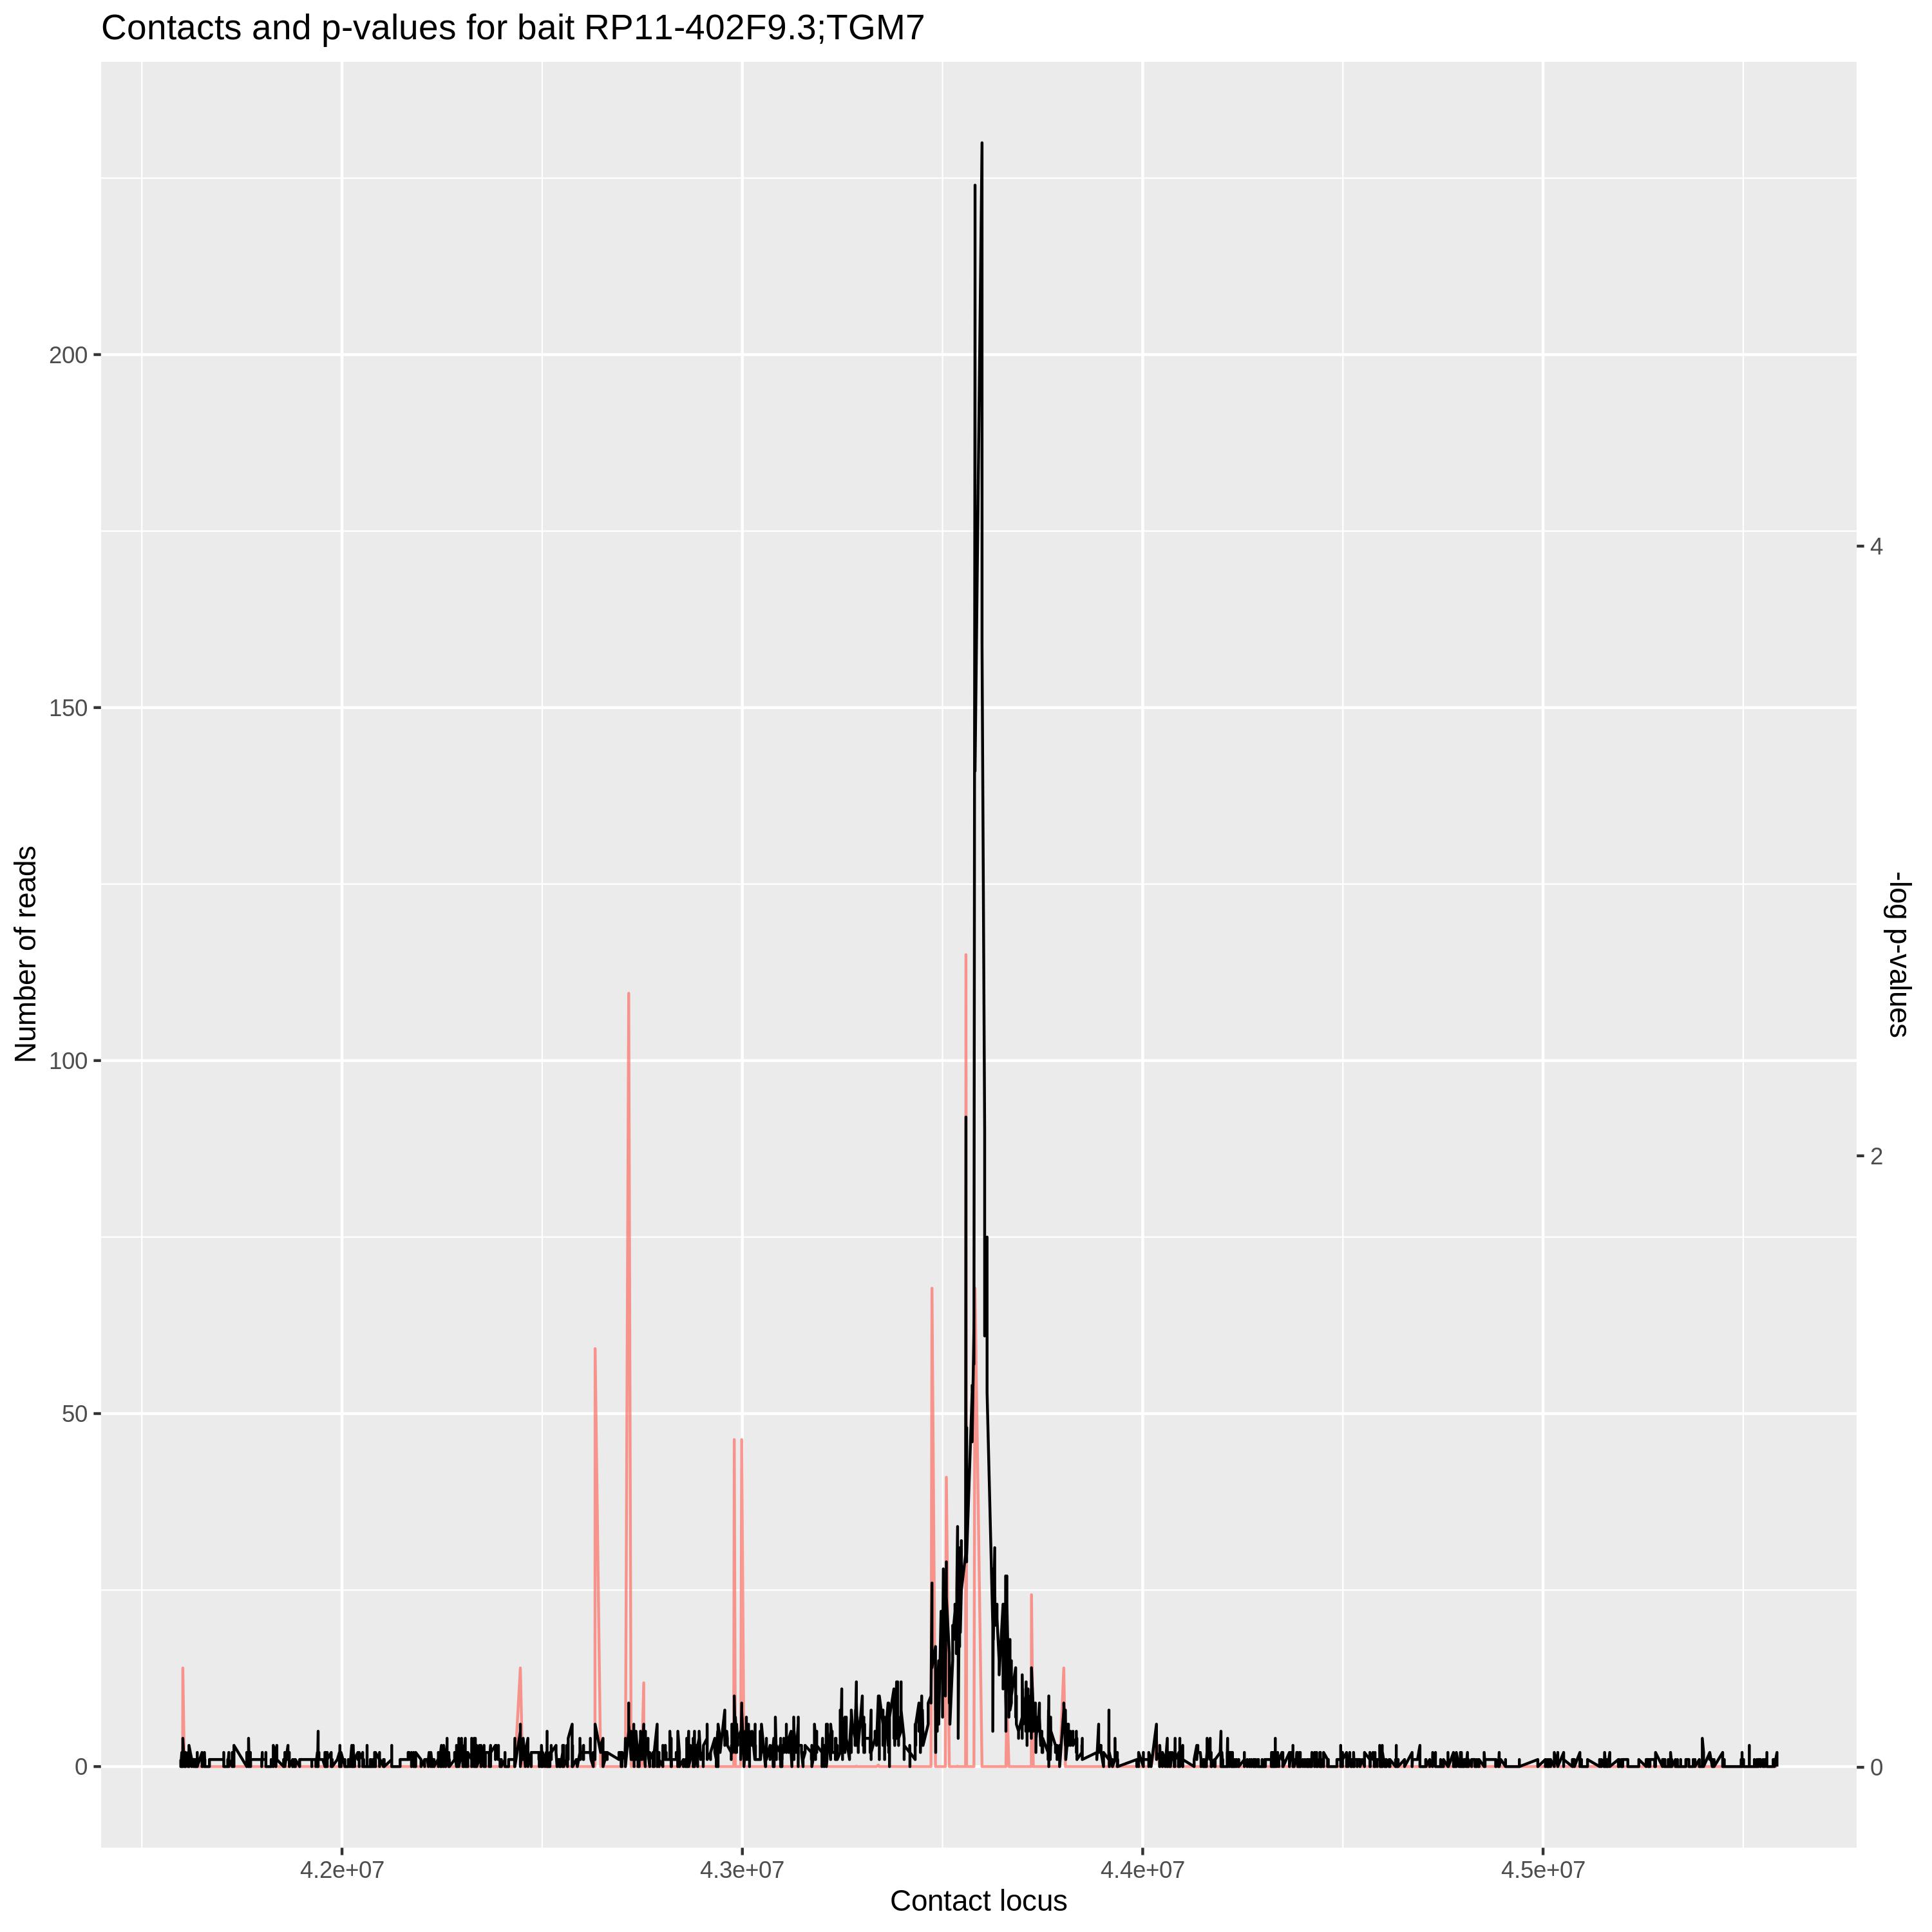 Contacts and p-values for bait RP11-402F9.3;TGM7
Number of reads
200
150
100
50
0
4
2
0
-log p-values
4.2e+07
4.3e+07
4.4e+07
4.5e+07
Contact locus